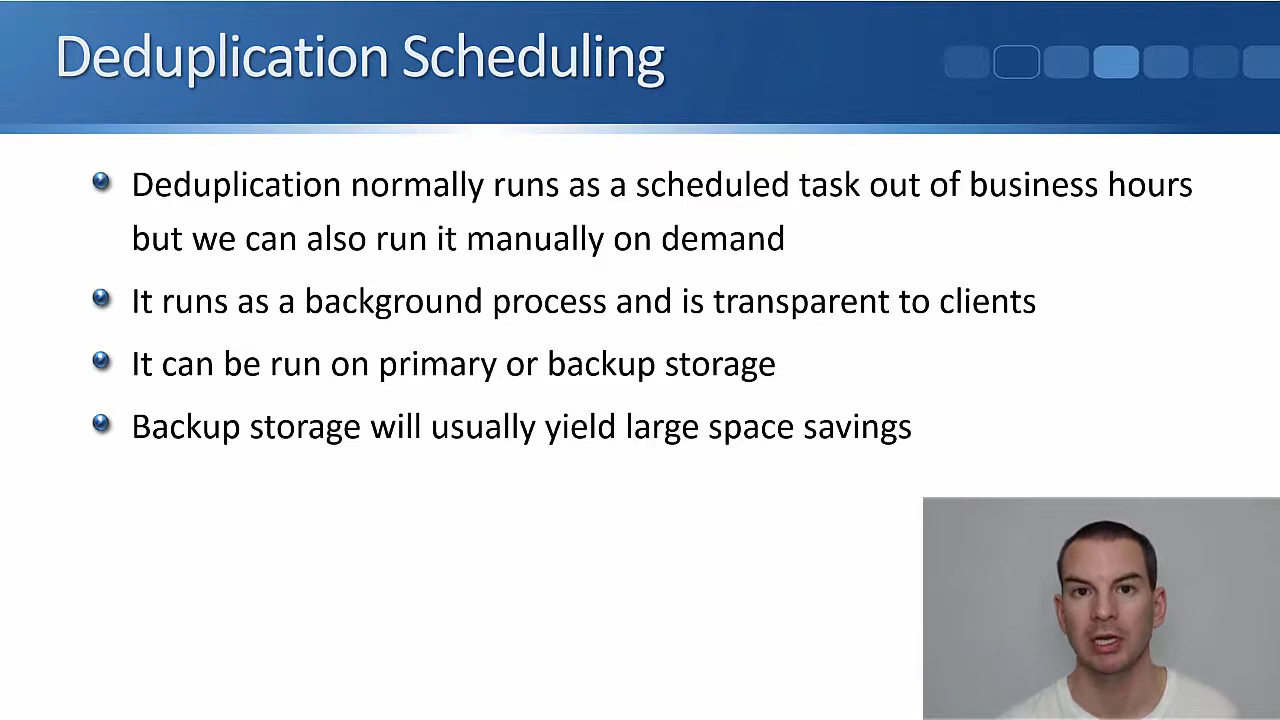 Deduplication Scheduling
Deduplication normally runs as a scheduled task out of business hours
but we can also run it manually on demand
It runs as a background process and is transparent to clients
It can be run on primary or backup storage
Backup storage will usually yield large space savings